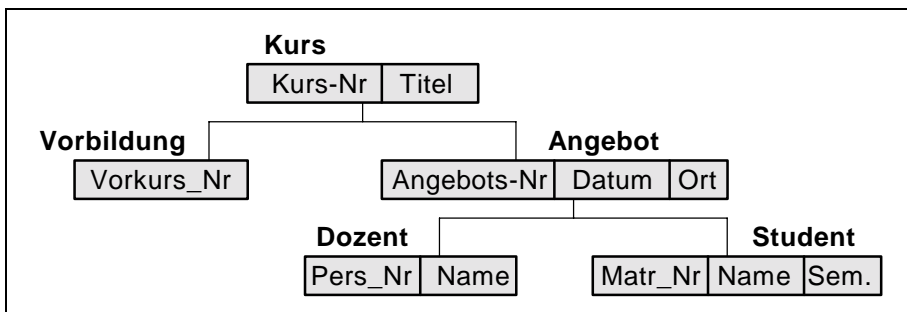 Kurs
Kurs-Nr Titel
Vorbildung Angebot
Vorkurs_Nr Angebots-Nr Datum Ort
Dozent Student
Pers_Nr Name Matr_Nr Name Sem.